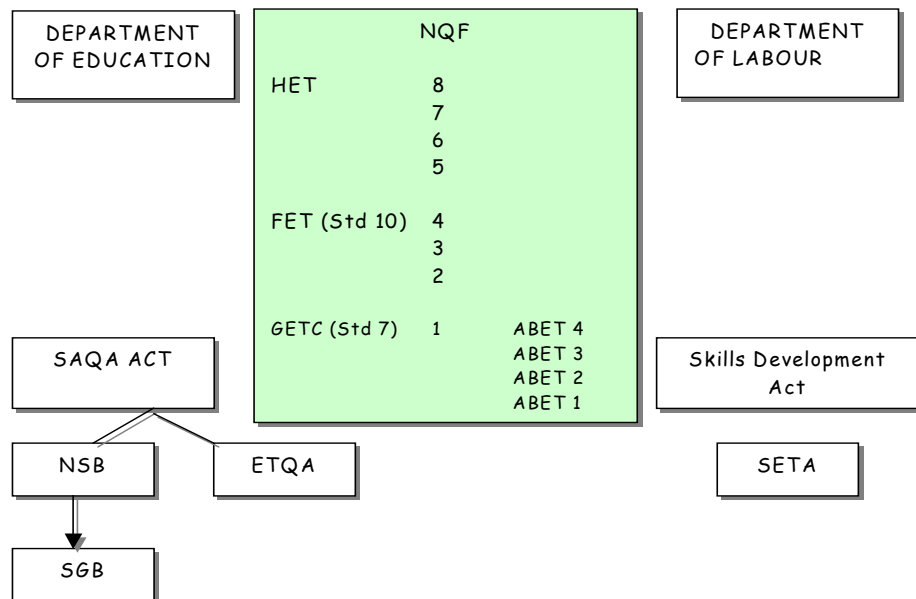 DEPARTMENT
OF EDUCATION
NQF
HET 8
7
6
5
FET (Std 10) 4
3
2
GETC (Std 7) 1 ABET 4
ABET 3
ABET 2
ABET 1
DEPARTMENT
OF LABOUR
SAQA ACT
Skills Development
Act
NSB
ETQA
SETA
SGB